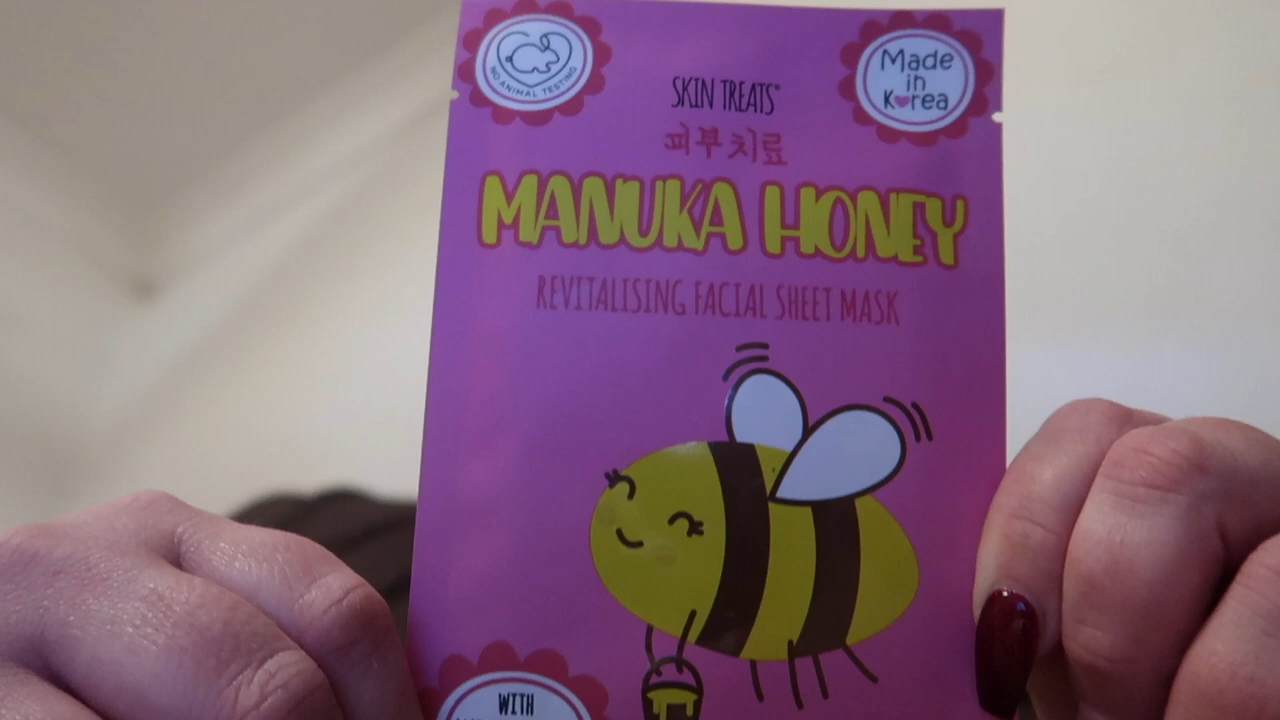 NO ANIMAL TESTING
Made
in
Korea
SKIN TREATS
피부치료
MANUKA HONEY
REVITALISING FACIAL SHEET MASK
WITH